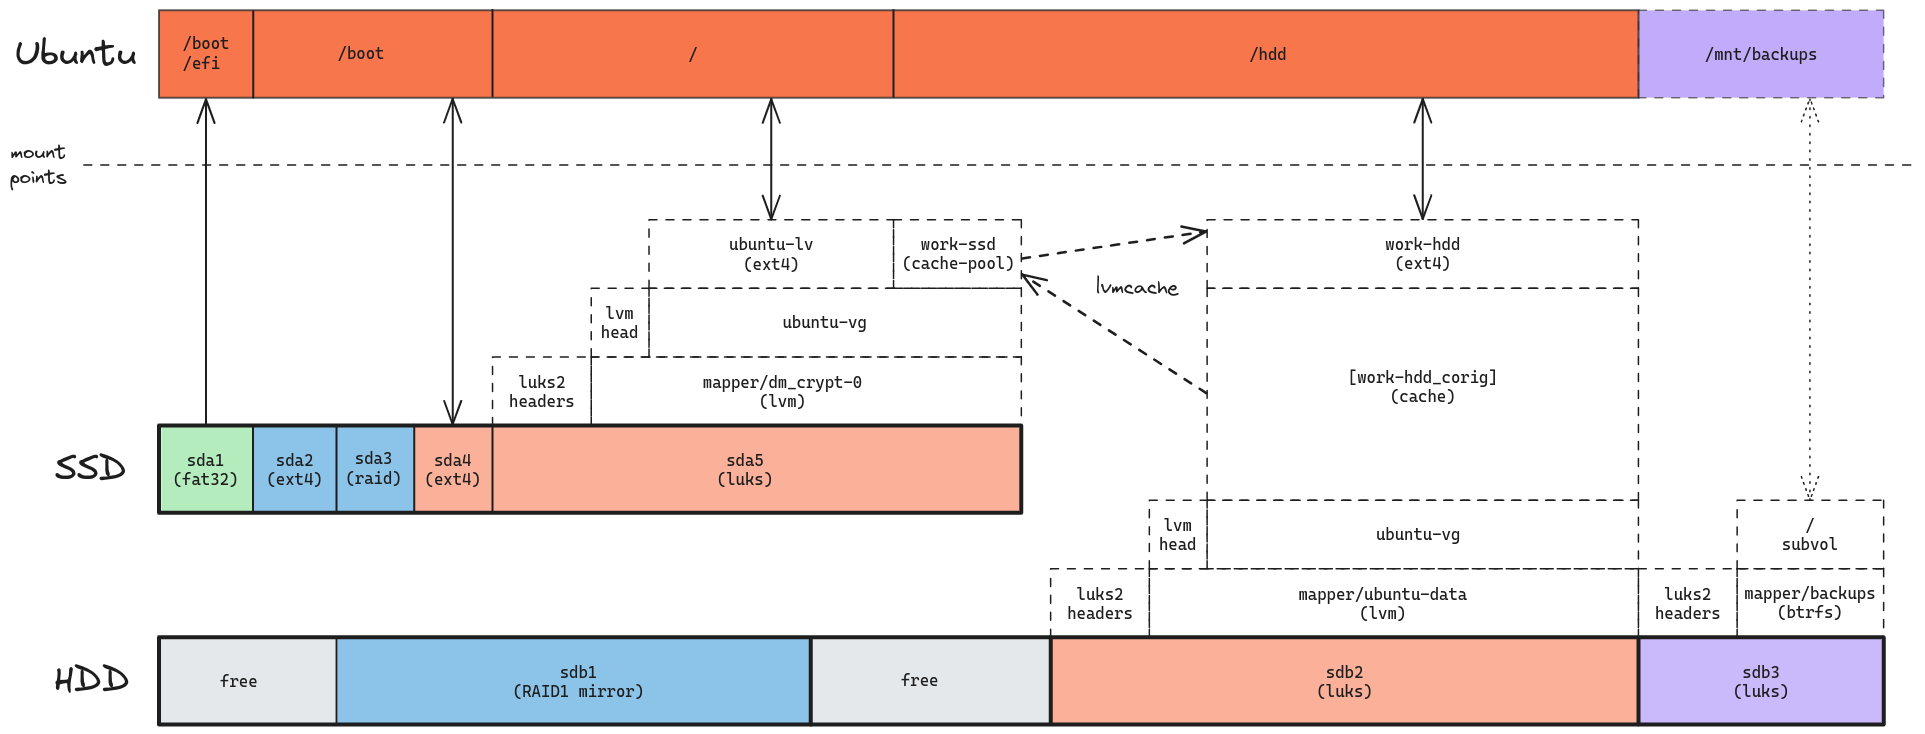 Ubuntu
/boot
/efi
/boot
/
/hdd
/mnt/backups
mount
points
ubuntu-lv
(ext4)
work-ssd
(cache-pool)
lvmcache
work-hdd
(ext4)
lvm
head
ubuntu-vg
luks2
headers
mapper/dm_crypt-0
(lvm)
[work-hdd_corig]
(cache)
SSD
sda1
(fat32)
sda2
(ext4)
sda3
(raid)
sda4
(ext4)
sda5
(luks)
lvm
head
ubuntu-vg
/
subvol
luks2
headers
mapper/ubuntu-data
(lvm)
luks2
headers
mapper/backups
(btrfs)
HDD
free
sdb1
(RAID1 mirror)
free
sdb2
(luks)
sdb3
(luks)